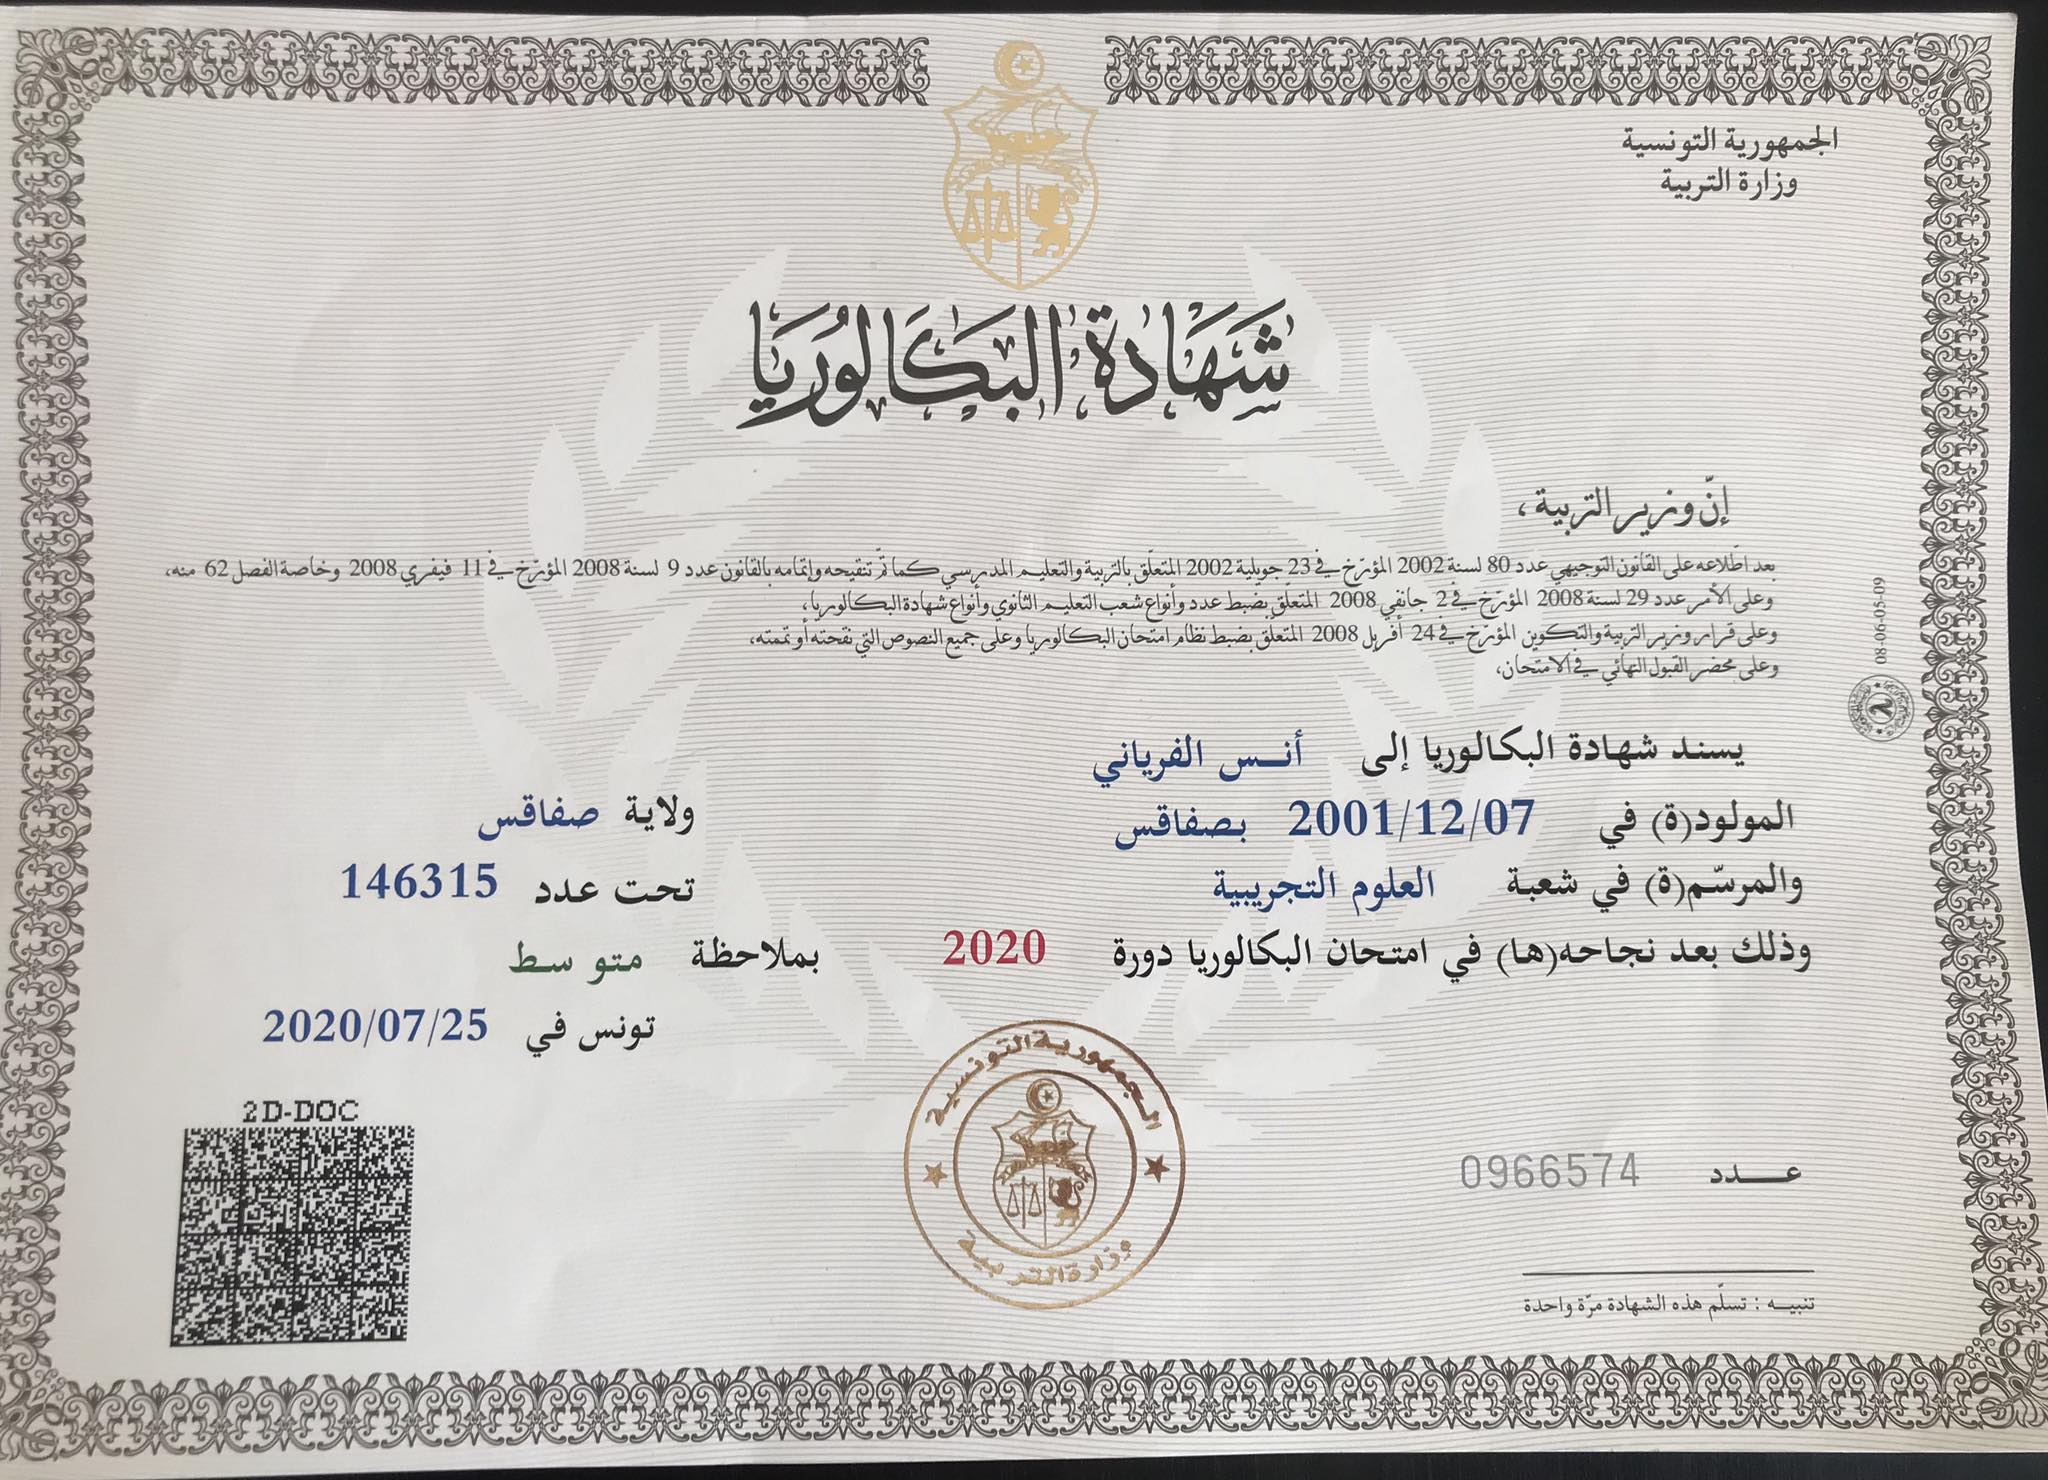 الجمهورية التونسية
وزارة التربية
شَهَادَةُ البَكَالُورِيَا
إنّ وزير التربية،
بعد اطّلاعه على القانون التوجيهي عدد 80 لسنة 2002 المؤرّخ في 23 جويلية 2002 المتعلّق بالتربية والتعليم المدرسي كما تمّ تنقيحه وإتمامه بالقانون عدد 9 لسنة 2008 المؤرّخ في 11 فيفري 2008 وخاصة الفصل 62 منه،
وعلى الأمر عدد 29 لسنة 2008 المؤرّخ في 2 جانفي 2008 المتعلّق بضبط عدد وأنواع شعب التعليم الثانوي وأنواع شهادة البكالوريا،
وعلى قرار وزير التربية والتكوين المؤرّخ في 24 أفريل 2008 المتعلّق بضبط نظام امتحان البكالوريا وعلى جميع النصوص التي نقحته أو تممته،
وعلى محضر القبول النهائي في الامتحان،
08-06-05-09
يسند شهادة البكالوريا إلى أنس الفرياني
المولود(ة) في 2001/12/07 بصفاقس ولاية صفاقس
والمرسّم(ة) في شعبة العلوم التجريبية تحت عدد 146315
وذلك بعد نجاحه(ها) في امتحان البكالوريا دورة 2020 بملاحظة متوسط
تونس في 2020/07/25
2D-DOC
الجمهورية التونسية
وزارة التربية
عدد 0966574
تنبيه : تسلّم هذه الشهادة مرّة واحدة